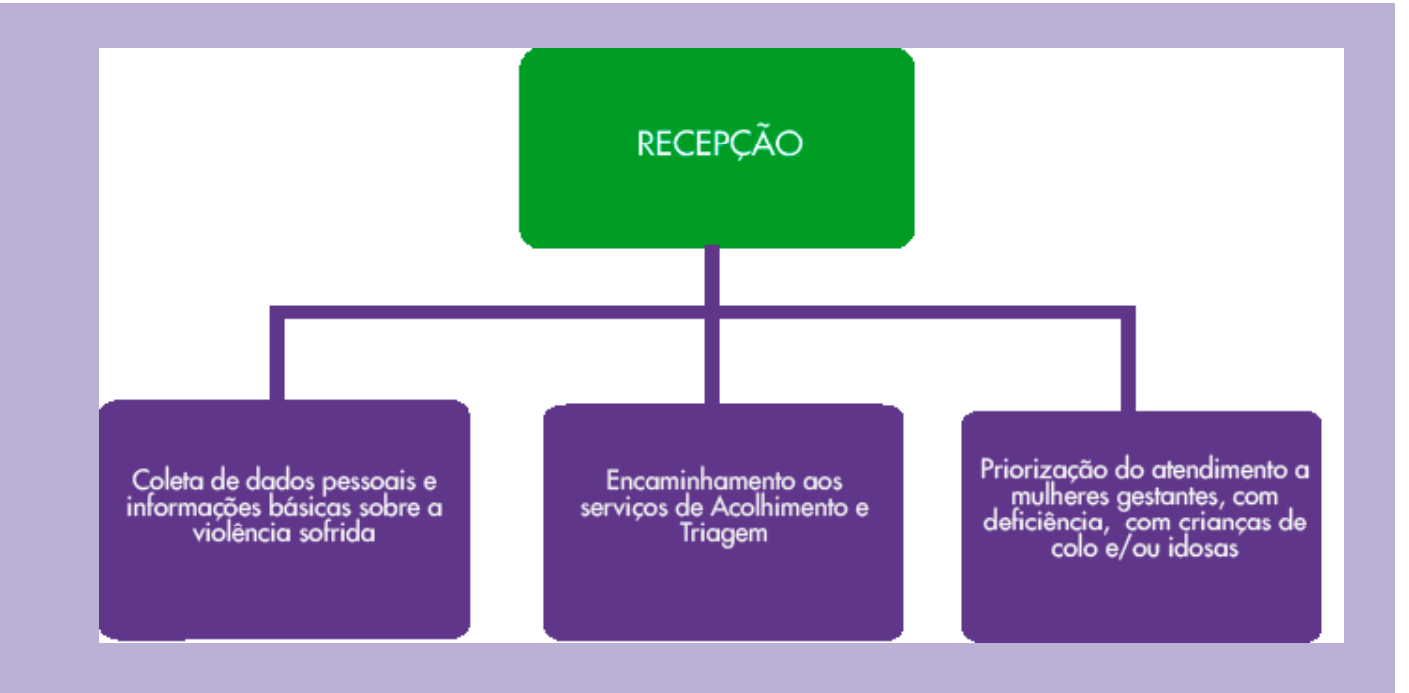 RECEPÇÃO
Coleta de dados pessoais e
informações básicas sobre a
violência sofrida
Encaminhamento aos
serviços de Acolhimento e
Triagem
Priorização do atendimento a
mulheres gestantes, com
deficiência, com crianças de
colo e/ou idosas